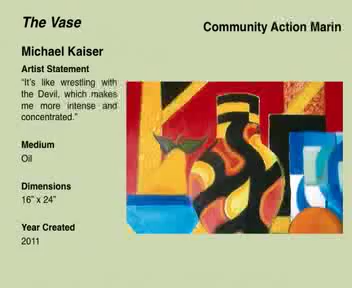 The Vase
Community Action Marin
Michael Kaiser
Artist Statement
“It’s like wrestling with
the Devil, which makes
me more intense and
concentrated.”
Medium
Oil
Dimensions
16” x 24”
Year Created
2011